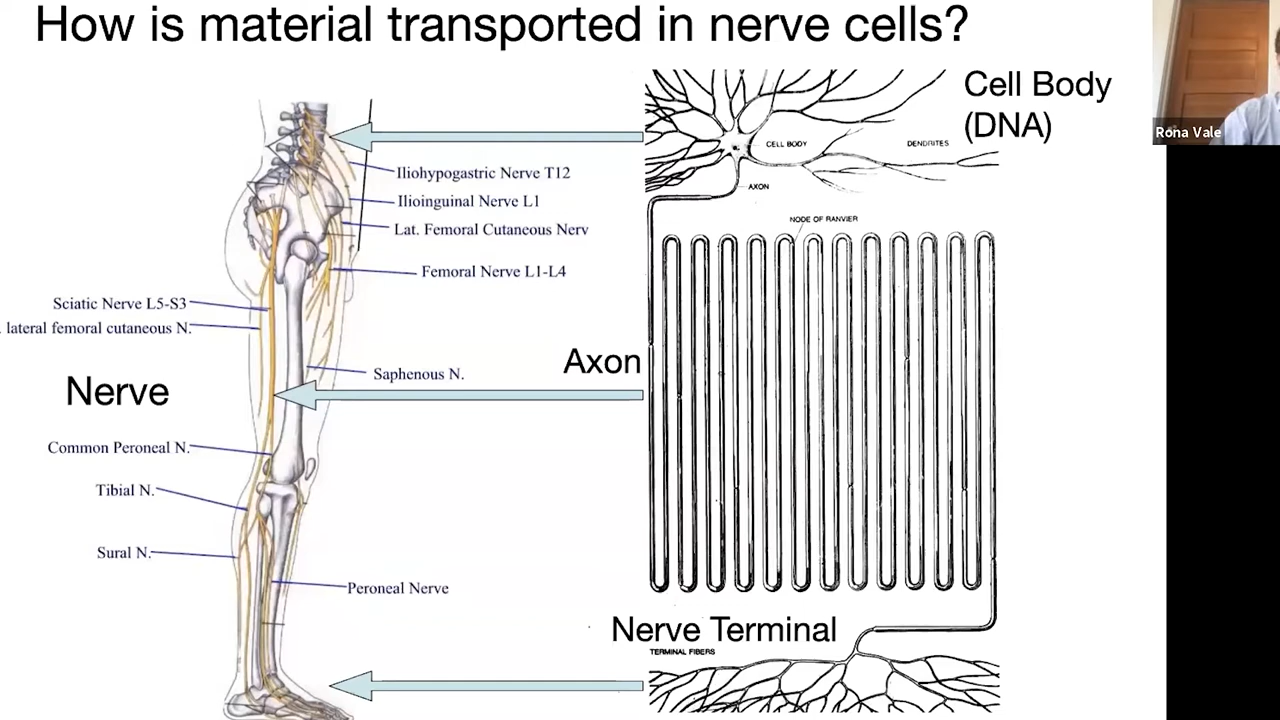 How is material transported in nerve cells?
Cell Body
(DNA)
Rona Vale
CELL BODY
DENDRITES
AXON
NODE OF RANVIER
Iliohypogastric Nerve T12
Ilioinguinal Nerve L1
Lat. Femoral Cutaneous Nerv
Femoral Nerve L1-L4
Sciatic Nerve L5-S3
lateral femoral cutaneous N.
Axon
Saphenous N.
Nerve
Common Peroneal N.
Tibial N.
Sural N.
Peroneal Nerve
Nerve Terminal
TERMINAL FIBERS